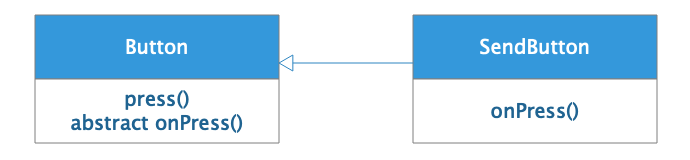 Button
press()
abstract onPress()
SendButton
onPress()